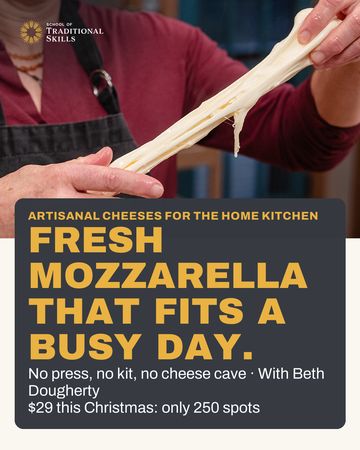 SCHOOL OF
TRADITIONAL
SKILLS
ARTISANAL CHEESES FOR THE HOME KITCHEN
FRESH
MOZZARELLA
THAT FITS A
BUSY DAY.
No press, no kit, no cheese cave · With Beth
Dougherty
$29 this Christmas: only 250 spots